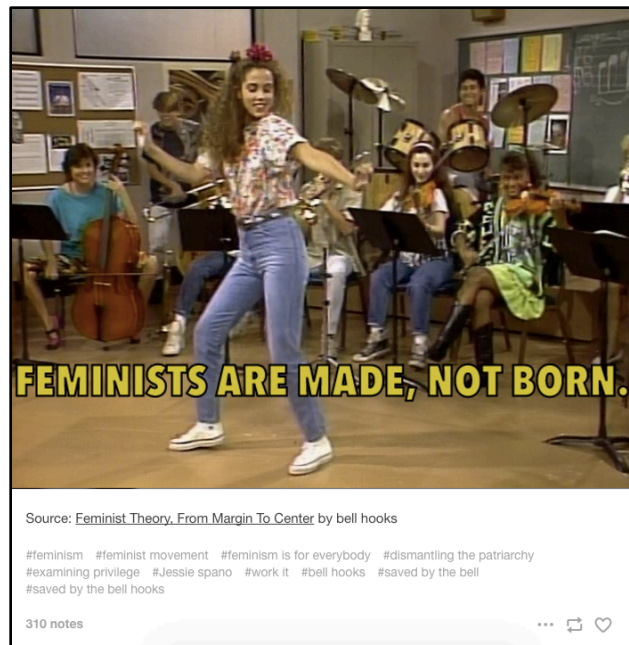 FEMINISTS ARE MADE, NOT BORN.
Source: Feminist Theory, From Margin To Center by bell hooks
#feminism #feminist movement #feminism is for everybody #dismantling the patriarchy
#examining privilege #Jessie spano #work it #bell hooks #saved by the bell
#saved by the bell hooks
310 notes